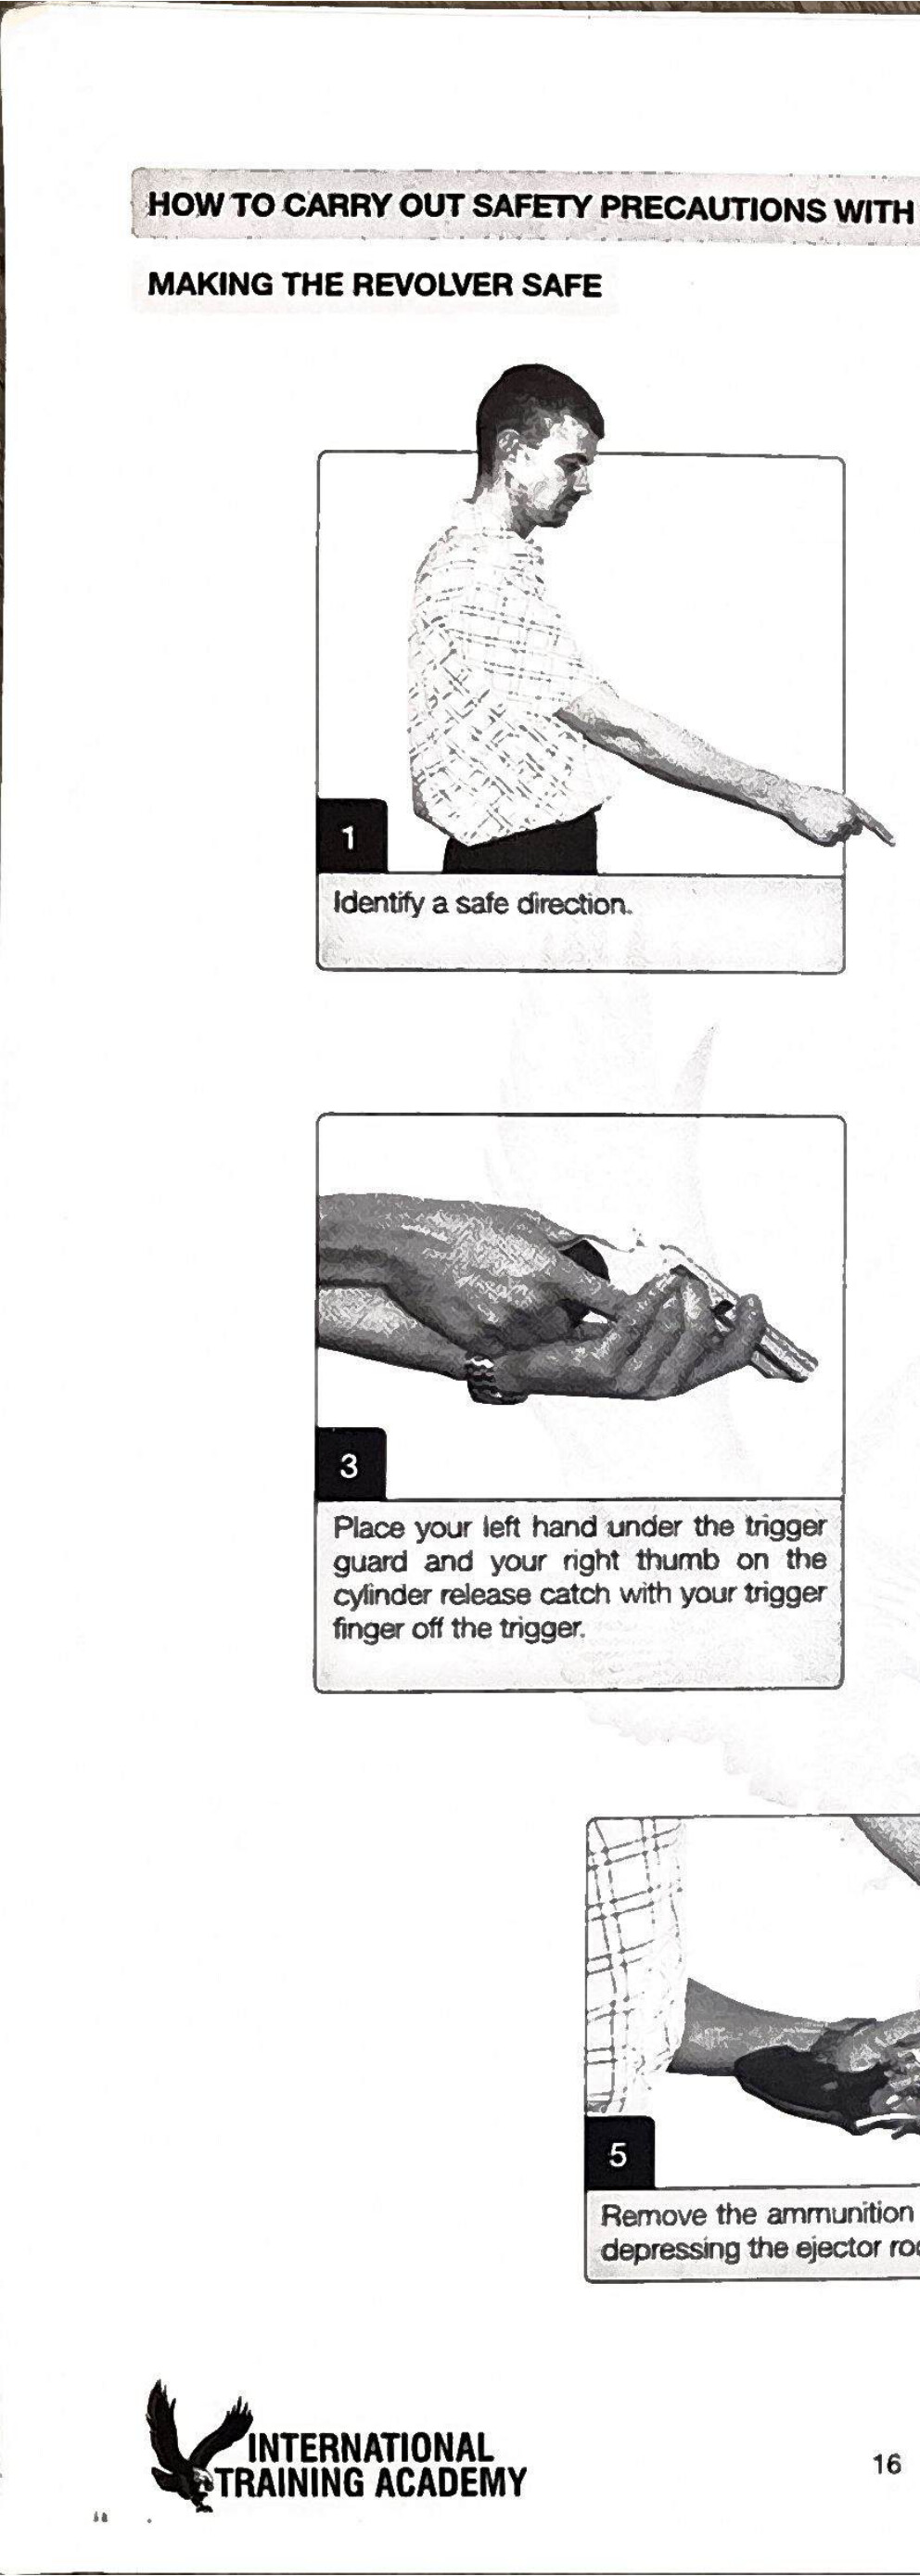 HOW TO CARRY OUT SAFETY PRECAUTIONS WITH
MAKING THE REVOLVER SAFE
1
Identify a safe direction.
3
Place your left hand under the trigger
guard and your right thumb on the
cylinder release catch with your trigger
finger off the trigger.
5
Remove the ammunition
depressing the ejector
INTERNATIONAL
TRAINING ACADEMY
16